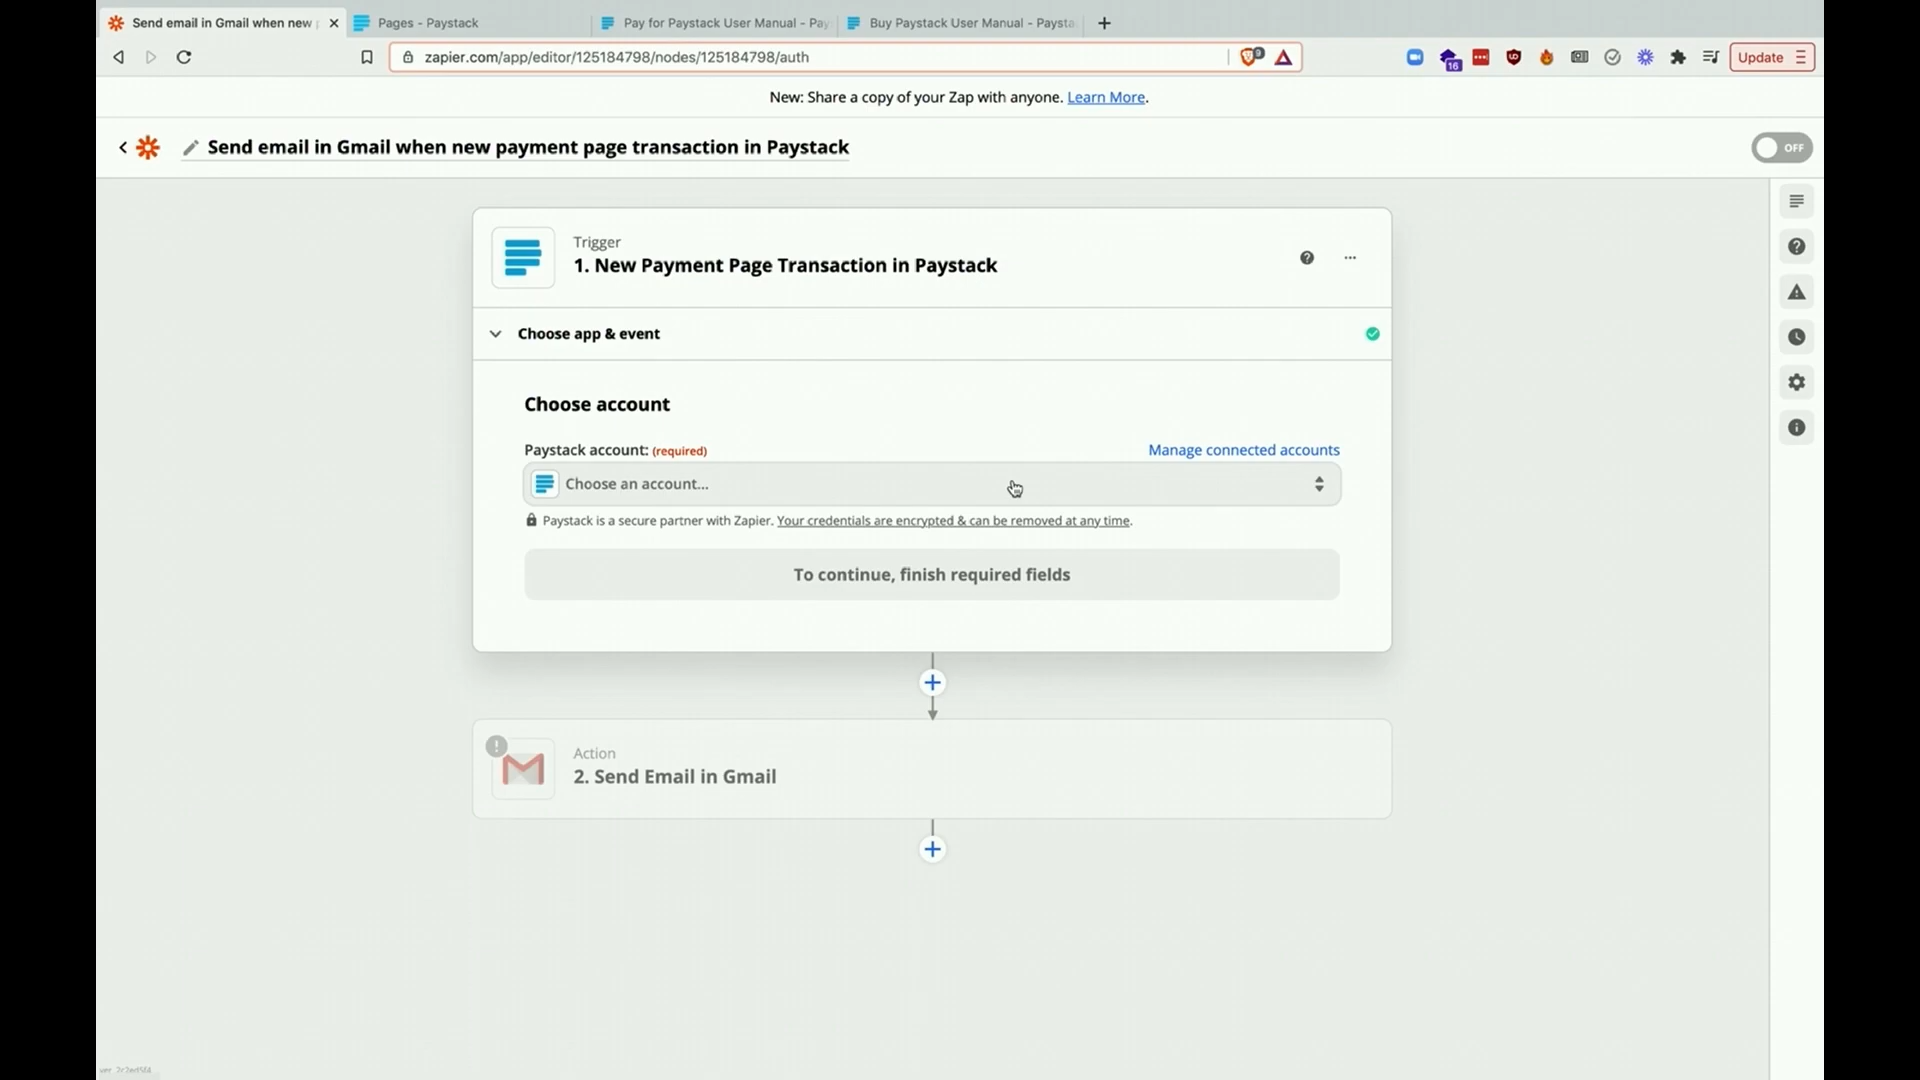 Send email in Gmail when new
Pages - Paystack
Pay for Paystack User Manual - Pay
Buy Paystack User Manual - Paysta
zapier.com/app/editor/125184798/nodes/125184798/auth
9
16
Update
New: Share a copy of your Zap with anyone. Learn More.
Send email in Gmail when new payment page transaction in Paystack
OFF
Trigger
1. New Payment Page Transaction in Paystack
Choose app & event
Choose account
Paystack account: (required)
Manage connected accounts
Choose an account...
Paystack is a secure partner with Zapier. Your credentials are encrypted & can be removed at any time.
To continue, finish required fields
Action
2. Send Email in Gmail